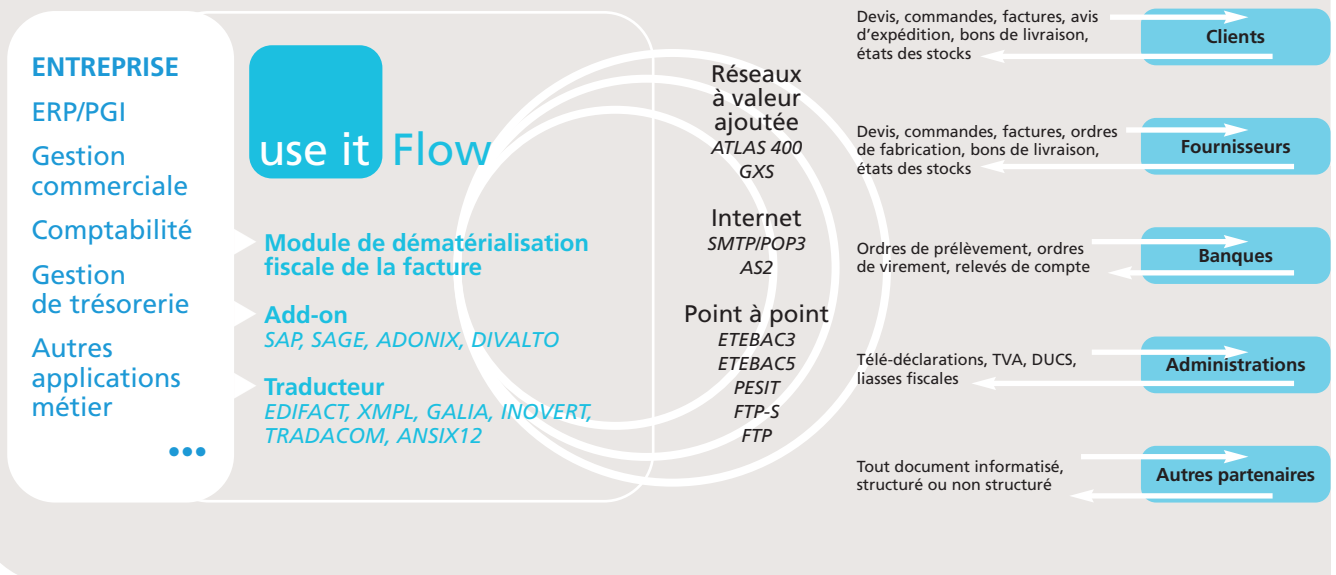 ENTREPRISE
ERP/PGI
Gestion
commerciale
Comptabilité
Gestion
de trésorerie
Autres
applications
métier
...
use it Flow
Module de dématérialisation
fiscale de la facture
Add-on
SAP, SAGE, ADONIX, DIVALTO
Traducteur
EDIFACT, XMPL, GALIA, INOVERT,
TRADACOM, ANSIX12
Réseaux
à valeur
ajoutée
ATLAS 400
GXS
Internet
SMTP/POP3
AS2
Point à point
ETEBAC3
ETEBAC5
PESIT
FTP-S
FTP
Devis, commandes, factures, avis
d'expédition, bons de livraison,
états des stocks
Clients
Devis, commandes, factures, ordres
de fabrication, bons de livraison,
états des stocks
Fournisseurs
Ordres de prélèvement, ordres
de virement, relevés de compte
Banques
Télé-déclarations, TVA, DUCS,
liasses fiscales
Administrations
Tout document informatisé,
structuré ou non structuré
Autres partenaires